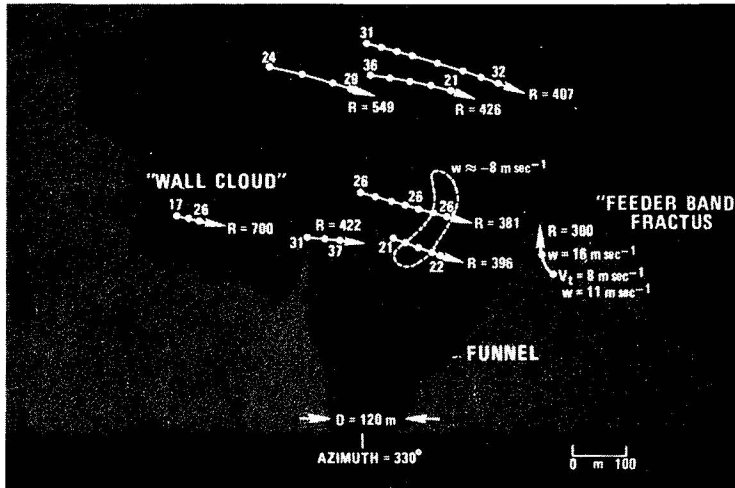 31
24
36
29
21
32
R = 549
R = 426
R = 407
w ≈ -8 m sec⁻¹
"WALL CLOUD"
"FEEDER BAND"
FRACTUS
17
26
R = 700
26
26
26
R = 381
R = 422
31
37
21
22
R = 396
R = 300
w = 16 m sec⁻¹
Vₜ = 8 m sec⁻¹
w = 11 m sec⁻¹
FUNNEL
D = 120 m
AZIMUTH = 330°
0 m 100